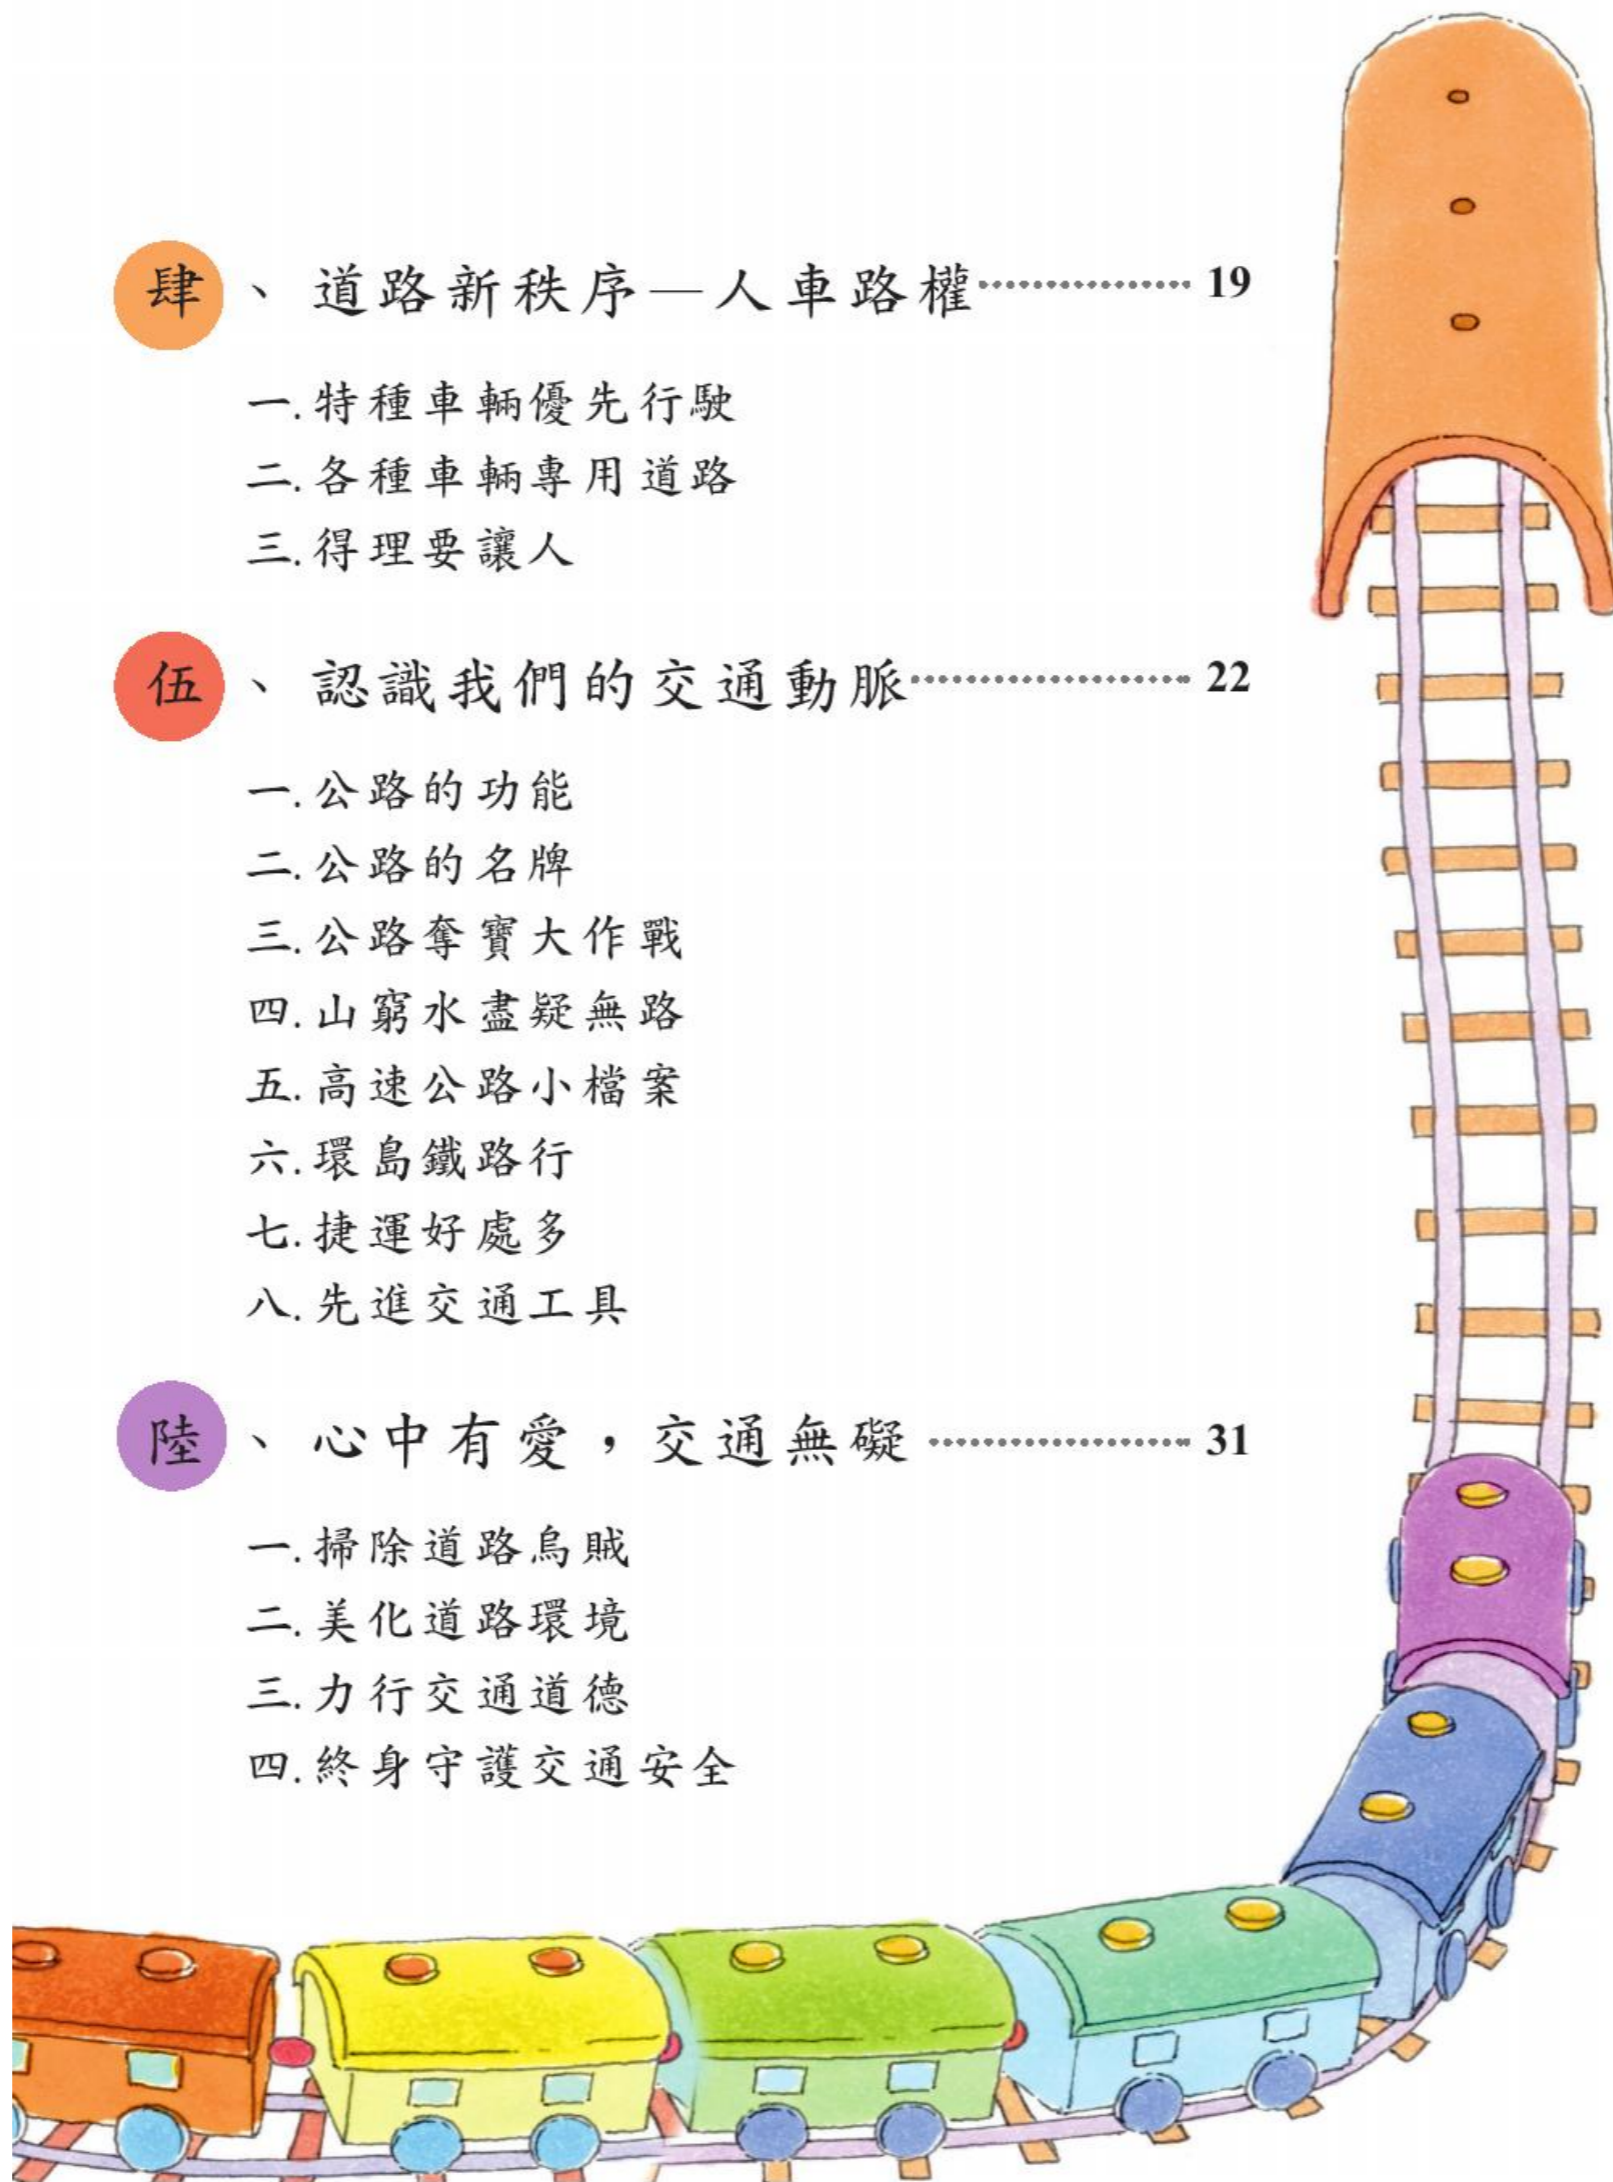 肆、道路新秩序—人車路權 19
一.特種車輛優先行駛
二.各種車輛專用道路
三.得理要讓人
伍、認識我們的交通動脈 22
一.公路的功能
二.公路的名牌
三.公路奪寶大作戰
四.山窮水盡疑無路
五.高速公路小檔案
六.環島鐵路行
七.捷運好處多
八.先進交通工具
陸、心中有愛，交通無礙 31
一.掃除道路烏賊
二.美化道路環境
三.力行交通道德
四.終身守護交通安全